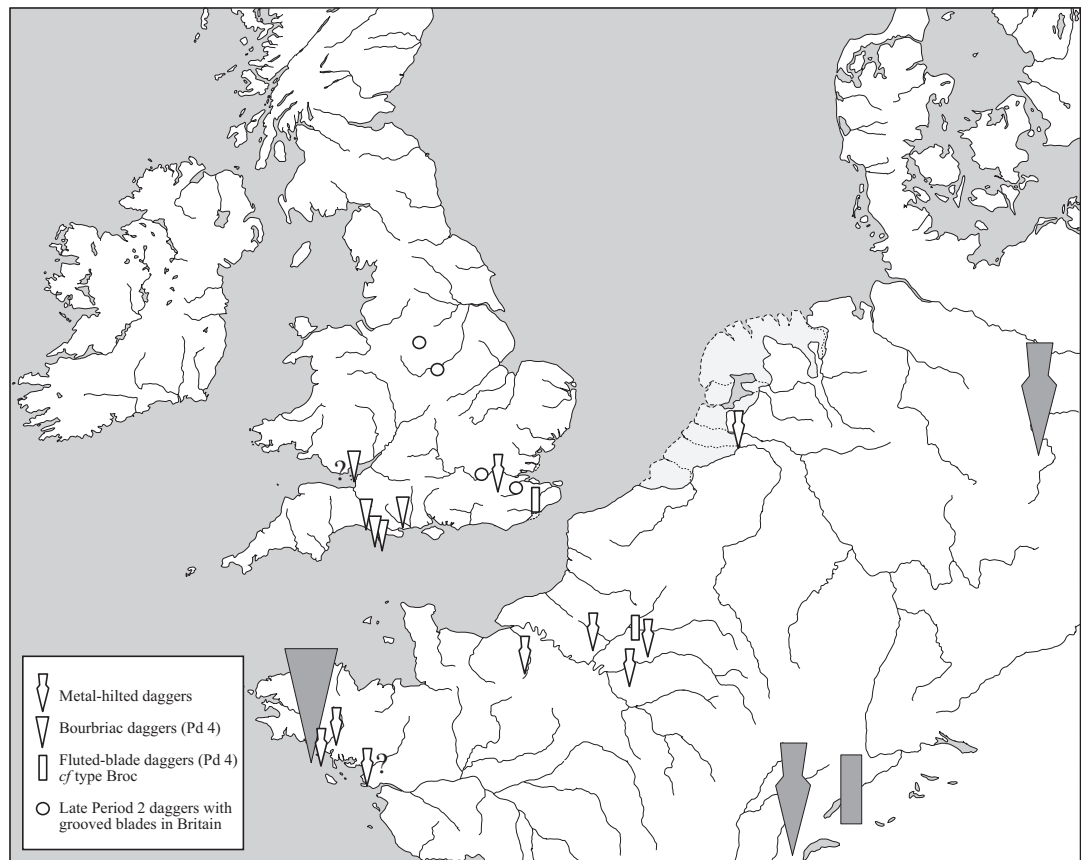 ?
?
Metal-hilted daggers
Bourbriac daggers (Pd 4)
Fluted-blade daggers (Pd 4)
cf type Broc
Late Period 2 daggers with
grooved blades in Britain